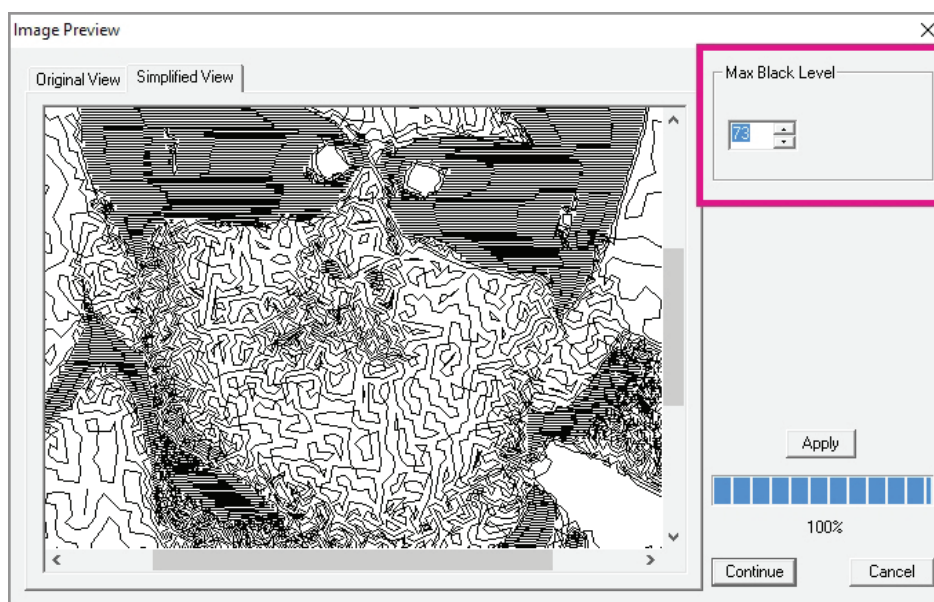 Image Preview
Original View
Simplified View
Max Black Level
73
Apply
100%
Continue
Cancel